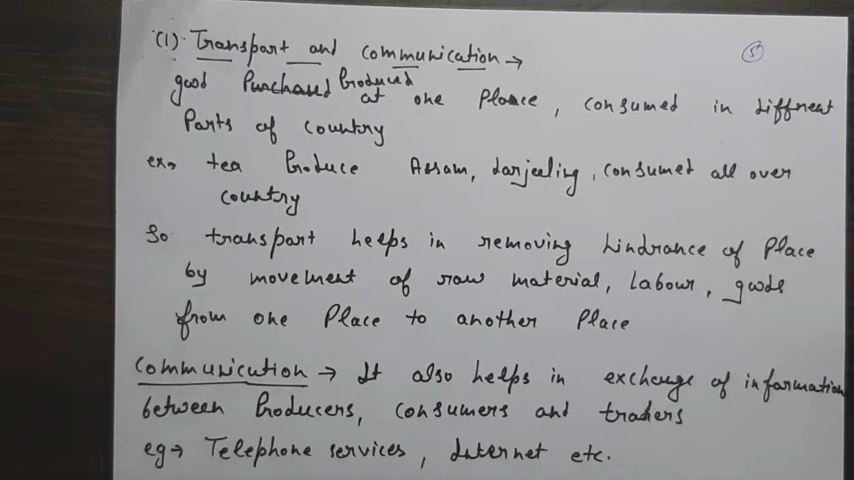 (1). Transport and communication →
(5)
good Purchased Produced at one Place, consumed in diffrent
Parts of country
ex→ tea Produce Assam, darjeeling, consumed all over
country
So transport helps in removing hindrance of Place
by movement of raw material, labour, goods
from one Place to another Place
Communication → It also helps in exchange of information
between Producers, consumers and traders
eg→ Telephone services, Internet etc.